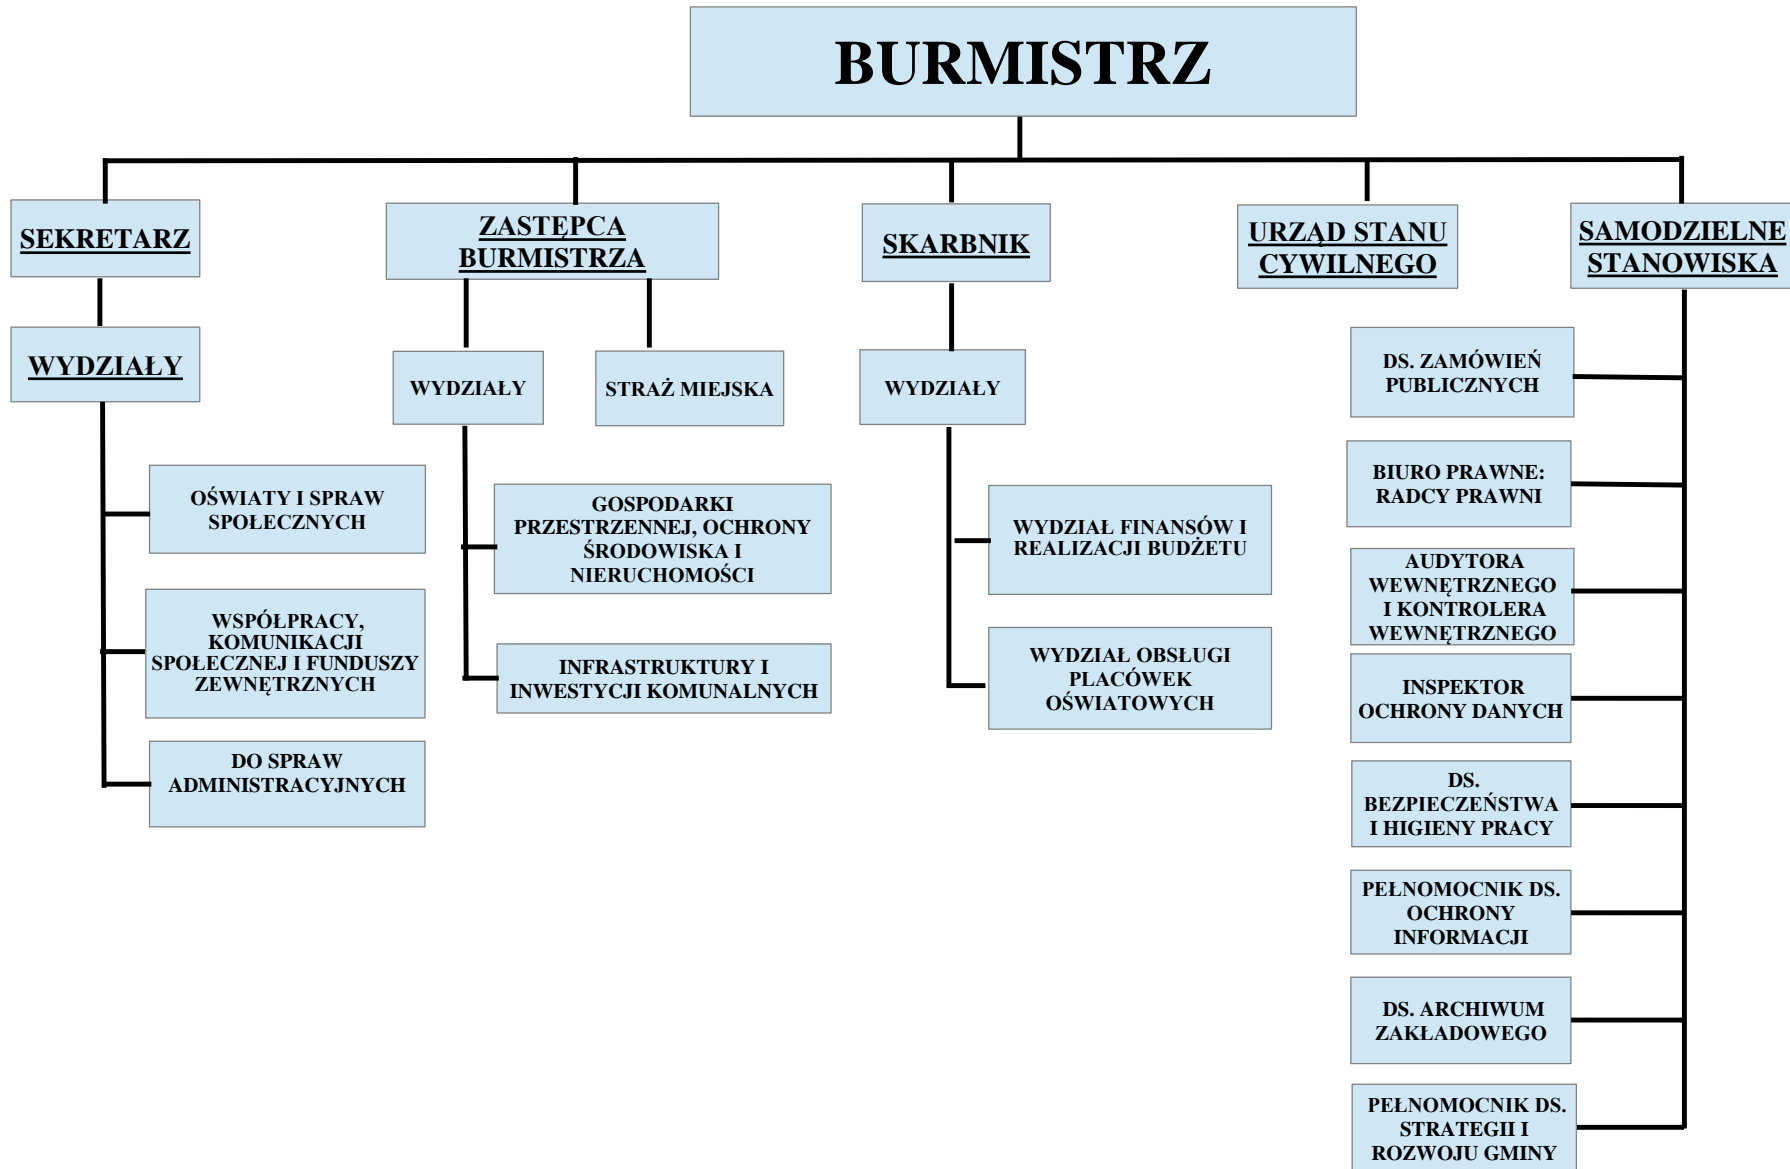 BURMISTRZ
SEKRETARZ
ZASTĘPCA
BURMISTRZA
SKARBNIK
URZĄD STANU
CYWILNEGO
SAMODZIELNE
STANOWISKA
WYDZIAŁY
WYDZIAŁY
STRAŻ MIEJSKA
WYDZIAŁY
OŚWIATY I SPRAW
SPOŁECZNYCH
WSPÓŁPRACY,
KOMUNIKACJI
SPOŁECZNEJ I FUNDUSZY
ZEWNĘTRZNYCH
DO SPRAW
ADMINISTRACYJNYCH
GOSPODARKI
PRZESTRZENNEJ, OCHRONY
ŚRODOWISKA I
NIERUCHOMOŚCI
INFRASTRUKTURY I
INWESTYCJI KOMUNALNYCH
WYDZIAŁ FINANSÓW I
REALIZACJI BUDŻETU
WYDZIAŁ OBSŁUGI
PLACÓWEK
OŚWIATOWYCH
DS. ZAMÓWIEŃ
PUBLICZNYCH
BIURO PRAWNE:
RADCY PRAWNI
AUDYTORA
WEWNĘTRZNEGO
I KONTROLERA
WEWNĘTRZNEGO
INSPEKTOR
OCHRONY DANYCH
DS.
BEZPIECZEŃSTWA
I HIGIENY PRACY
PEŁNOMOCNIK DS.
OCHRONY
INFORMACJI
DS. ARCHIWUM
ZAKŁADOWEGO
PEŁNOMOCNIK DS.
STRATEGII I
ROZWOJU GMINY